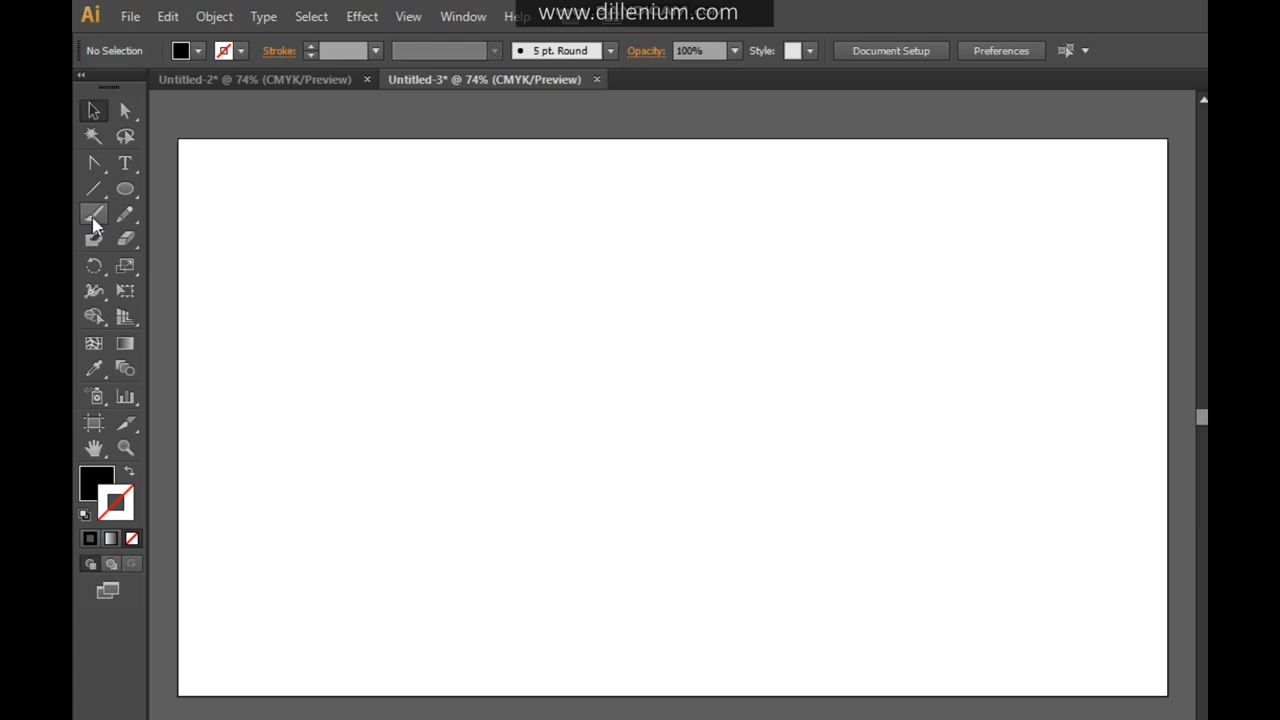 www.dillenium.com
Ai File Edit Object Type Select Effect View Window Help
No Selection Stroke: 5 pt. Round Opacity: 100% Style: Document Setup Preferences
Untitled-2* @ 74% (CMYK/Preview) × Untitled-3* @ 74% (CMYK/Preview) ×
T